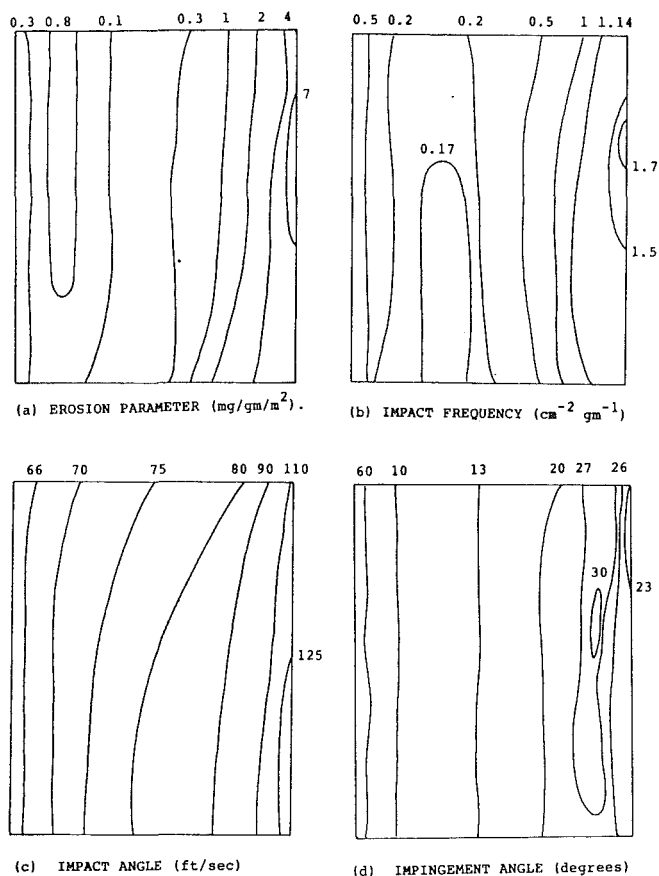 0.3 0.8 0.1 0.3 1 2 4
7
(a) EROSION PARAMETER (mg/gm/m²).
0.5 0.2 0.2 0.5 1 1.14
0.17
1.7
1.5
(b) IMPACT FREQUENCY (cm⁻² gm⁻¹)
66 70 75 80 90 110
125
(c) IMPACT ANGLE (ft/sec)
60 10 13 20 27 26
30
23
(d) IMPINGEMENT ANGLE (degrees)